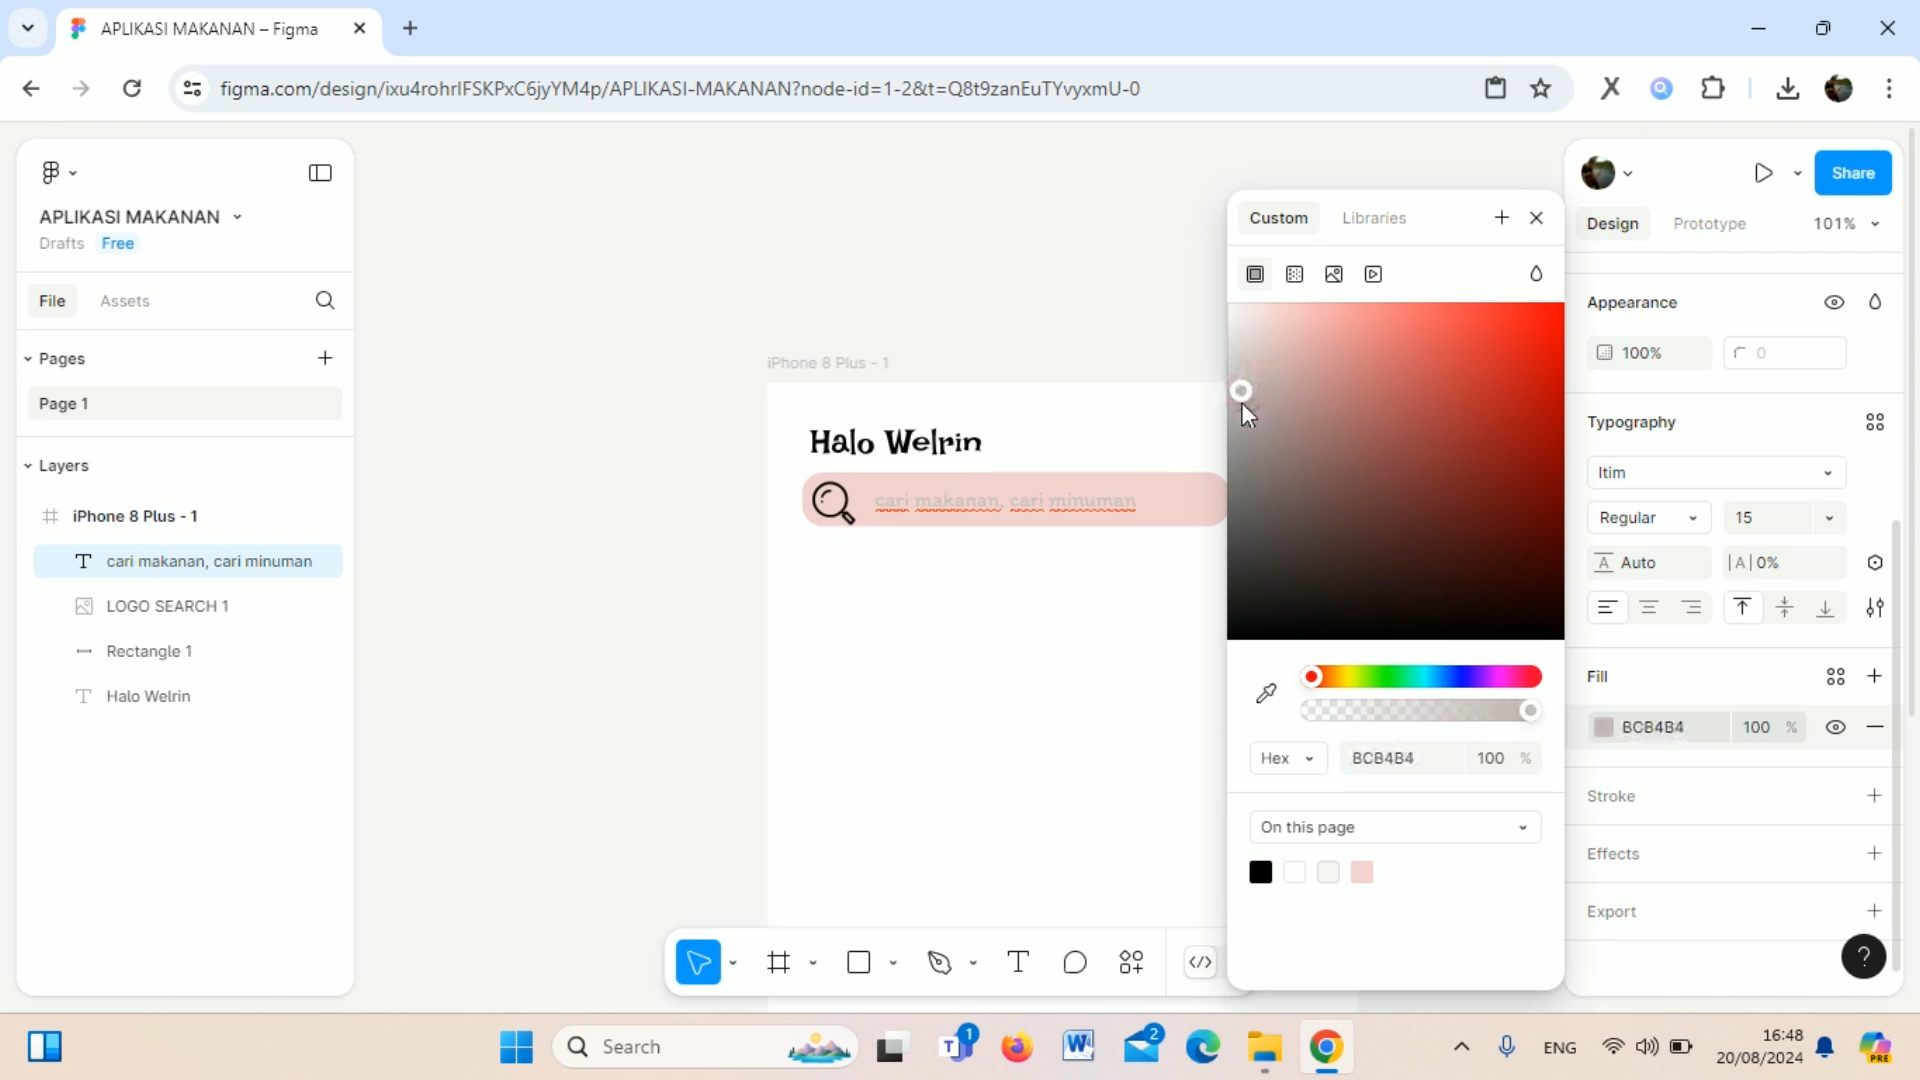 APLIKASI MAKANAN – Figma
figma.com/design/ixu4rohrIFSKPxC6jyYM4p/APLIKASI-MAKANAN?node-id=1-2&t=Q8t9zanEuTYvyxmU-0
APLIKASI MAKANAN
Drafts Free
File Assets
Pages
Page 1
Layers
iPhone 8 Plus - 1
cari makanan, cari minuman
LOGO SEARCH 1
Rectangle 1
Halo Welrin
iPhone 8 Plus - 1
Halo Welrin
cari makanan, cari minuman
Custom Libraries
Hex BCB4B4 100 %
On this page
Share
Design Prototype 101%
Appearance
100% 0
Typography
Itim
Regular 15
A Auto |A| 0%
Fill
BCB4B4 100 %
Stroke
Effects
Export
?
Search
1
2
ENG
16:48
20/08/2024
PRE